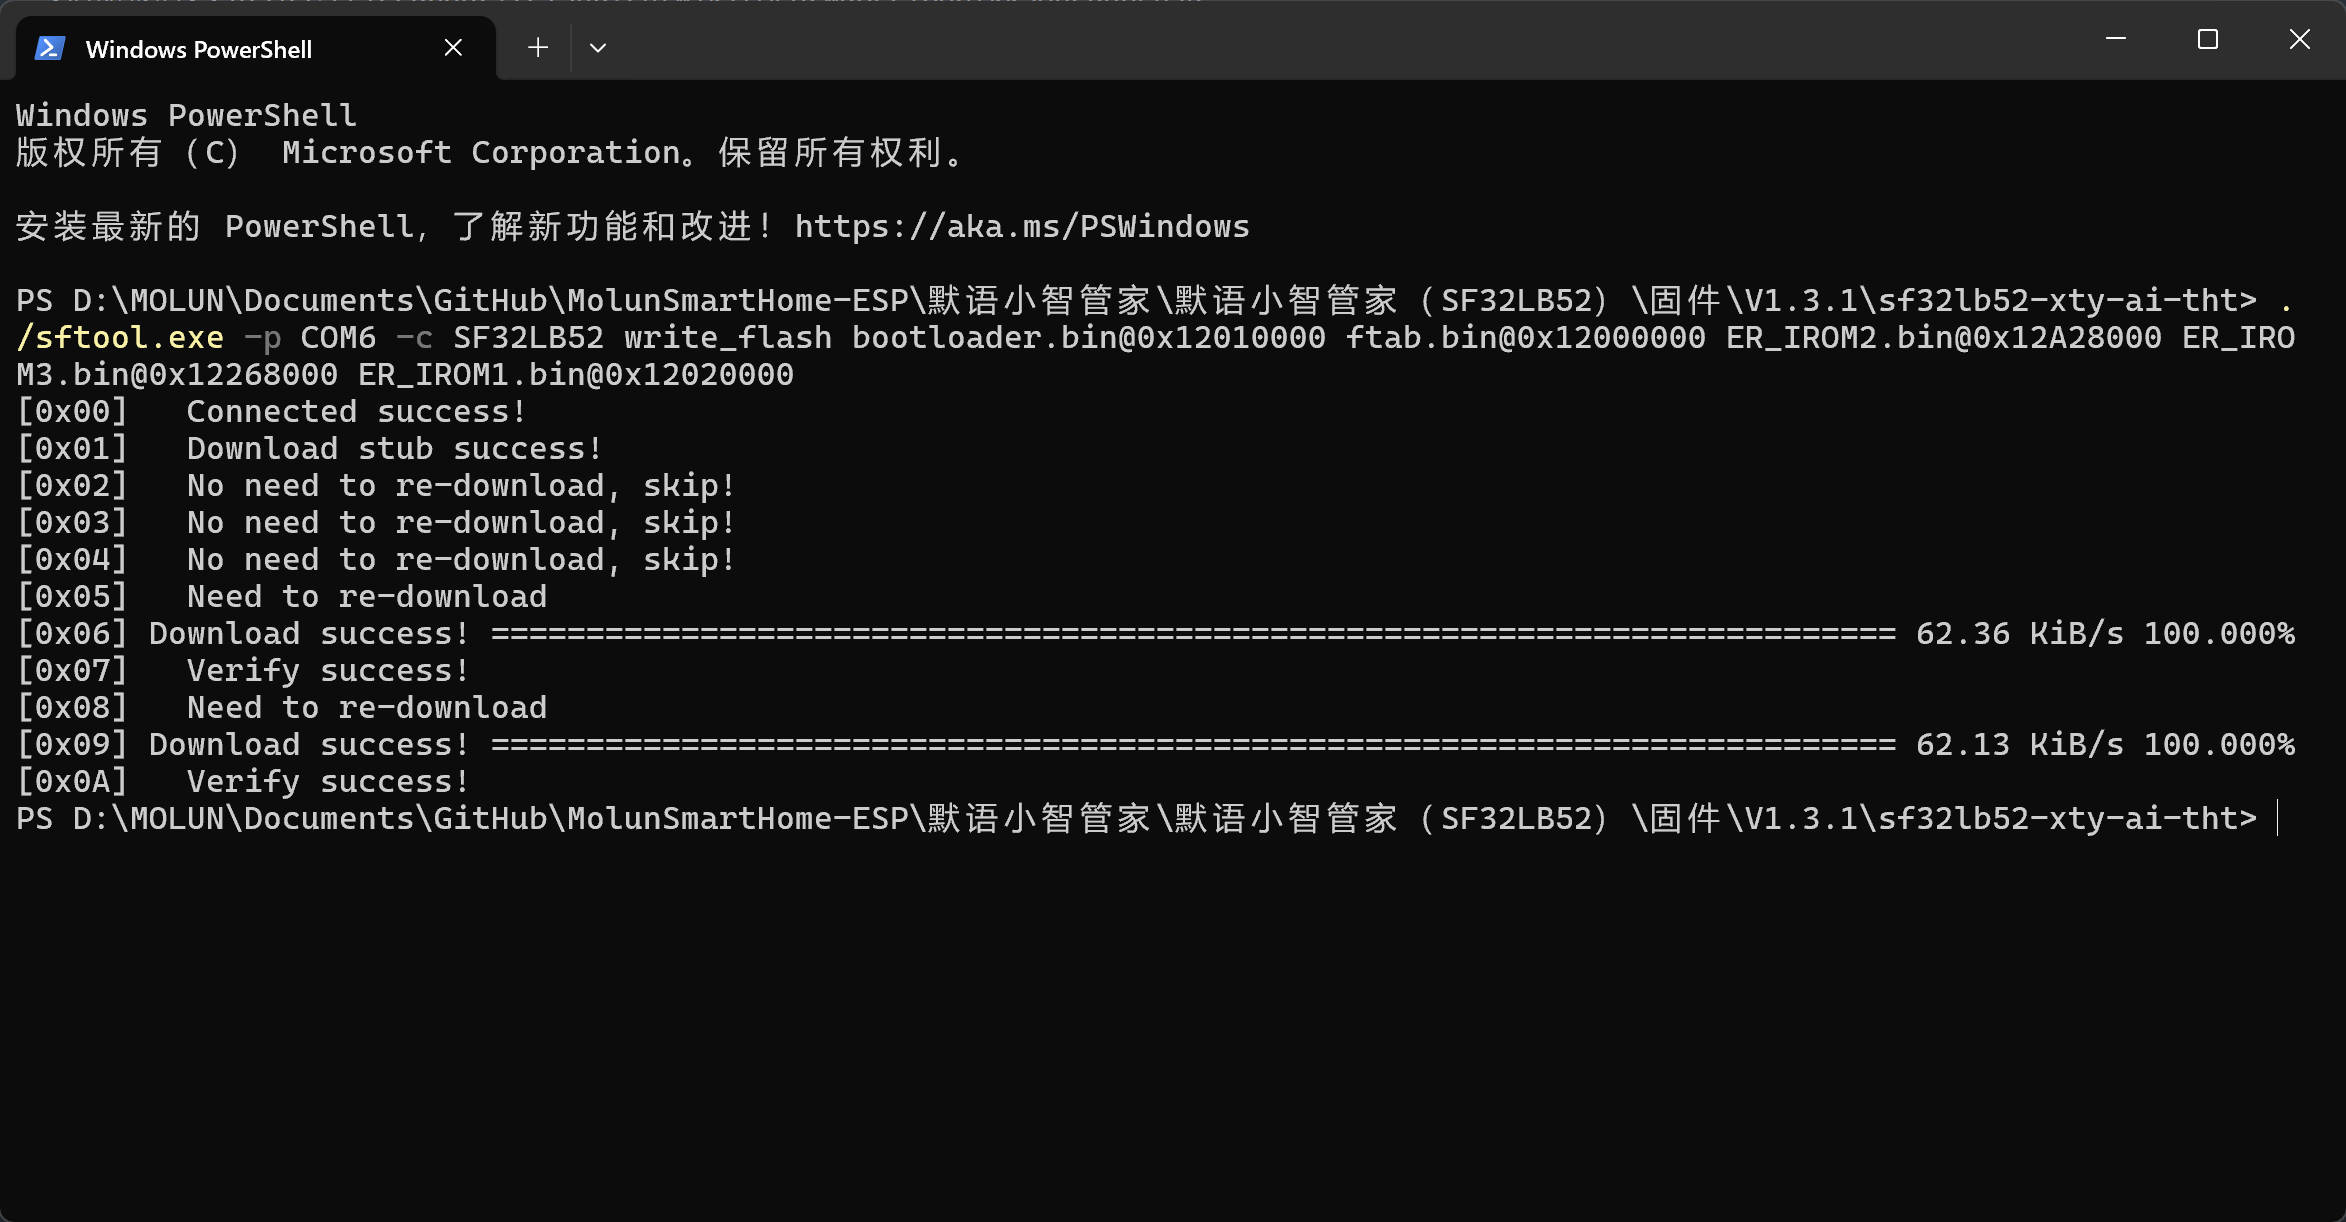 Windows PowerShell
Windows PowerShell
版权所有（C） Microsoft Corporation。保留所有权利。
安装最新的 PowerShell，了解新功能和改进！https://aka.ms/PSWindows
PS D:\MOLUN\Documents\GitHub\MolunSmartHome-ESP\默语小智管家\默语小智管家（SF32LB52）\固件\V1.3.1\sf32lb52-xty-ai-tht> .
/sftool.exe -p COM6 -c SF32LB52 write_flash bootloader.bin@0x12010000 ftab.bin@0x12000000 ER_IROM2.bin@0x12A28000 ER_IRO
M3.bin@0x12268000 ER_IROM1.bin@0x12020000
[0x00]   Connected success!
[0x01]   Download stub success!
[0x02]   No need to re-download, skip!
[0x03]   No need to re-download, skip!
[0x04]   No need to re-download, skip!
[0x05]   Need to re-download
[0x06] Download success! ========================================================================== 62.36 KiB/s 100.000%
[0x07]   Verify success!
[0x08]   Need to re-download
[0x09] Download success! ========================================================================== 62.13 KiB/s 100.000%
[0x0A]   Verify success!
PS D:\MOLUN\Documents\GitHub\MolunSmartHome-ESP\默语小智管家\默语小智管家（SF32LB52）\固件\V1.3.1\sf32lb52-xty-ai-tht>